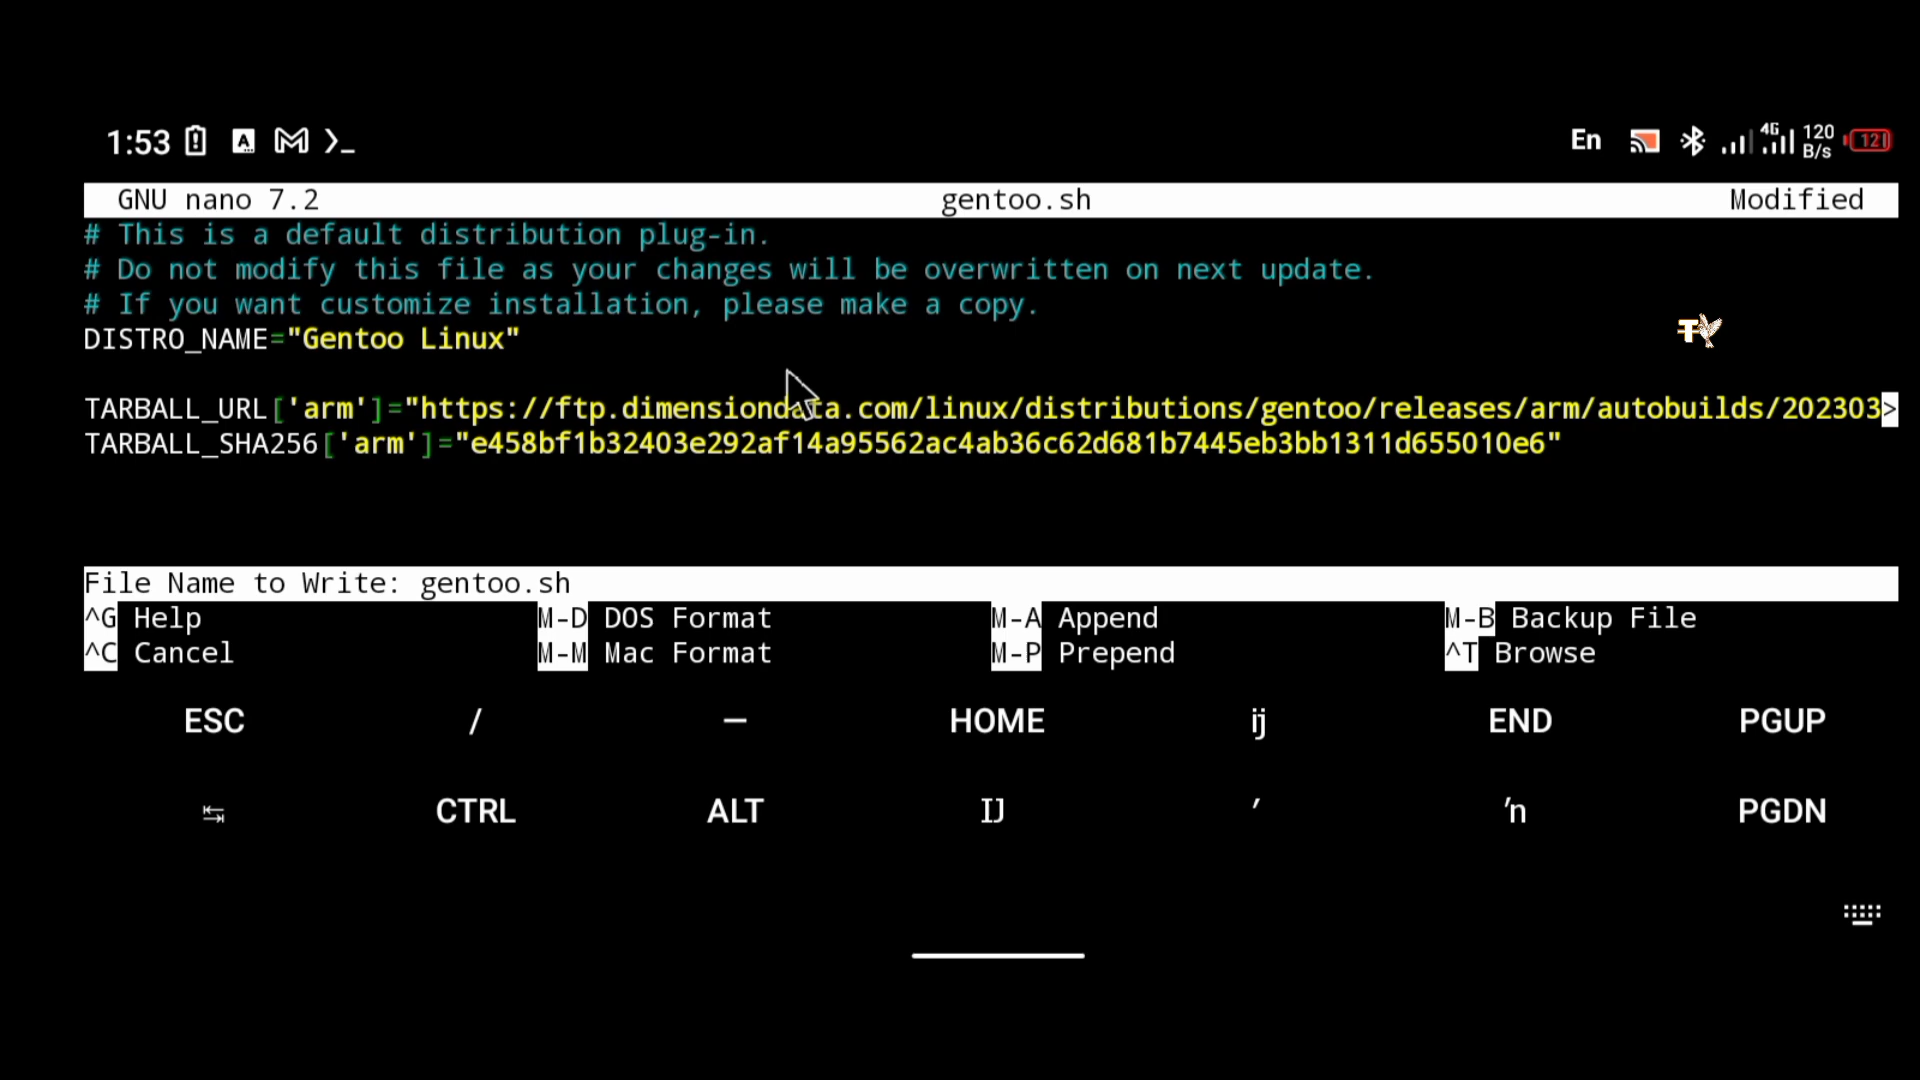 1:53 En 4G 120 B/s 12
GNU nano 7.2 gentoo.sh Modified
# This is a default distribution plug-in.
# Do not modify this file as your changes will be overwritten on next update.
# If you want customize installation, please make a copy.
DISTRO_NAME="Gentoo Linux"
TARBALL_URL['arm']="https://ftp.dimensiondata.com/linux/distributions/gentoo/releases/arm/autobuilds/202303>
TARBALL_SHA256['arm']="e458bf1b32403e292af14a95562ac4ab36c62d681b7445eb3bb1311d655010e6"
File Name to Write: gentoo.sh
^G Help M-D DOS Format M-A Append M-B Backup File
^C Cancel M-M Mac Format M-P Prepend ^T Browse
ESC / — HOME ĳ END PGUP
CTRL ALT Ĳ ʹ ŉ PGDN